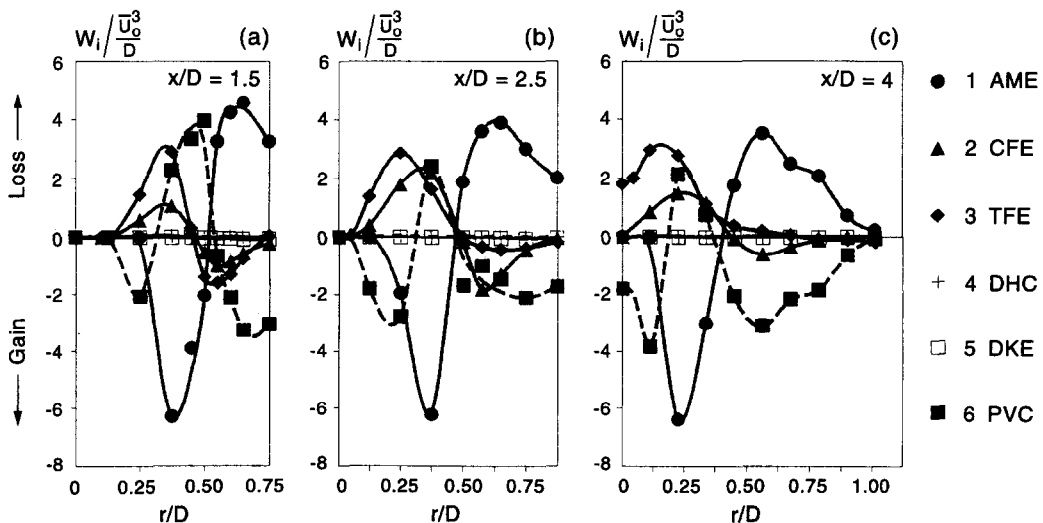 W_i / U̅_o^3/D (a)
W_i / U̅_o^3/D (b)
W_i / U̅_o^3/D (c)
x/D = 1.5
x/D = 2.5
x/D = 4
Loss
Gain
6
4
2
0
-2
-4
-6
-8
6
4
2
0
-2
-4
-6
-8
6
4
2
0
-2
-4
-6
-8
0 0.25 0.50 0.75
0 0.25 0.50 0.75
0 0.25 0.50 0.75 1.00
r/D
r/D
r/D
1 AME
2 CFE
3 TFE
4 DHC
5 DKE
6 PVC